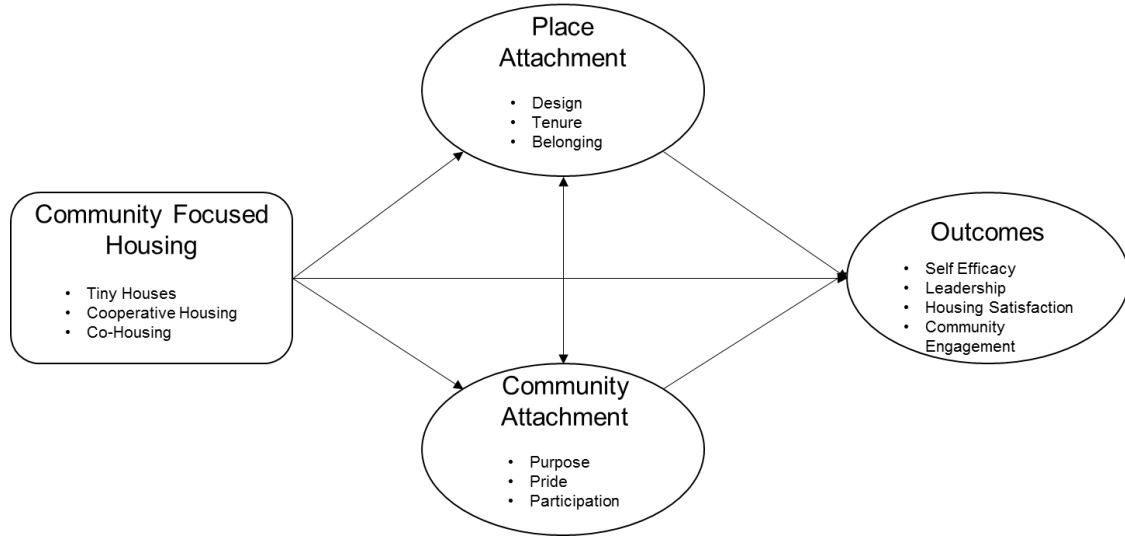 Place
Attachment
• Design
• Tenure
• Belonging
Community Focused
Housing
• Tiny Houses
• Cooperative Housing
• Co-Housing
Outcomes
• Self Efficacy
• Leadership
• Housing Satisfaction
• Community
Engagement
Community
Attachment
• Purpose
• Pride
• Participation